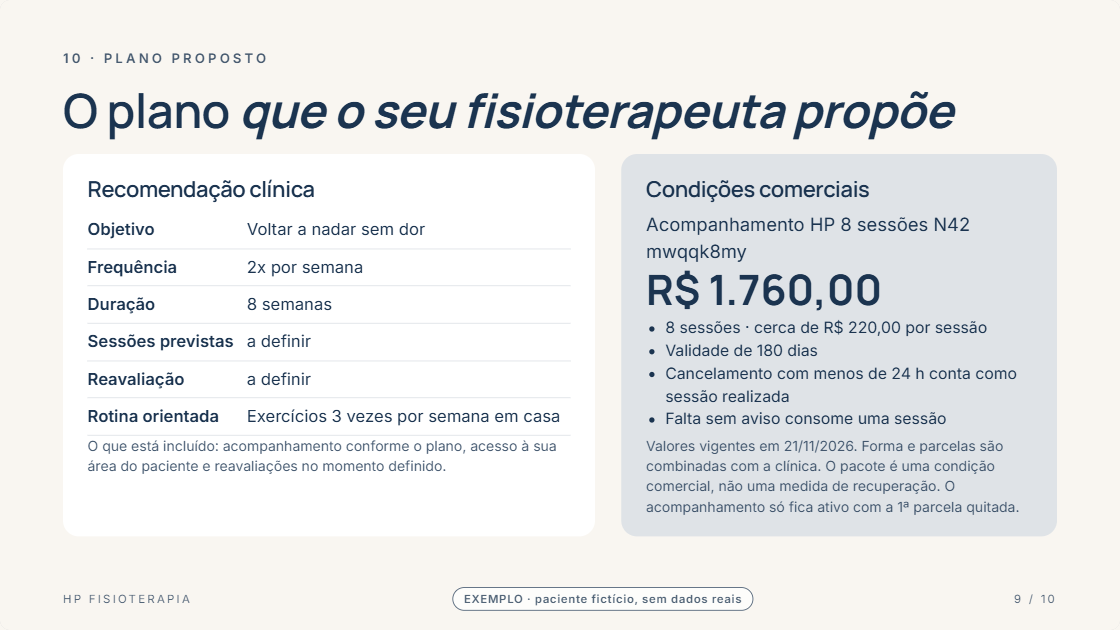 10 · PLANO PROPOSTO
O plano que o seu fisioterapeuta propõe
Recomendação clínica
Objetivo Voltar a nadar sem dor
Frequência 2x por semana
Duração 8 semanas
Sessões previstas a definir
Reavaliação a definir
Rotina orientada Exercícios 3 vezes por semana em casa
O que está incluído: acompanhamento conforme o plano, acesso à sua
área do paciente e reavaliações no momento definido.
Condições comerciais
Acompanhamento HP 8 sessões N42
mwqqk8my
R$ 1.760,00
• 8 sessões · cerca de R$ 220,00 por sessão
• Validade de 180 dias
• Cancelamento com menos de 24 h conta como
sessão realizada
• Falta sem aviso consome uma sessão
Valores vigentes em 21/11/2026. Forma e parcelas são
combinadas com a clínica. O pacote é uma condição
comercial, não uma medida de recuperação. O
acompanhamento só fica ativo com a 1ª parcela quitada.
HP FISIOTERAPIA
EXEMPLO · paciente fictício, sem dados reais
9 / 10